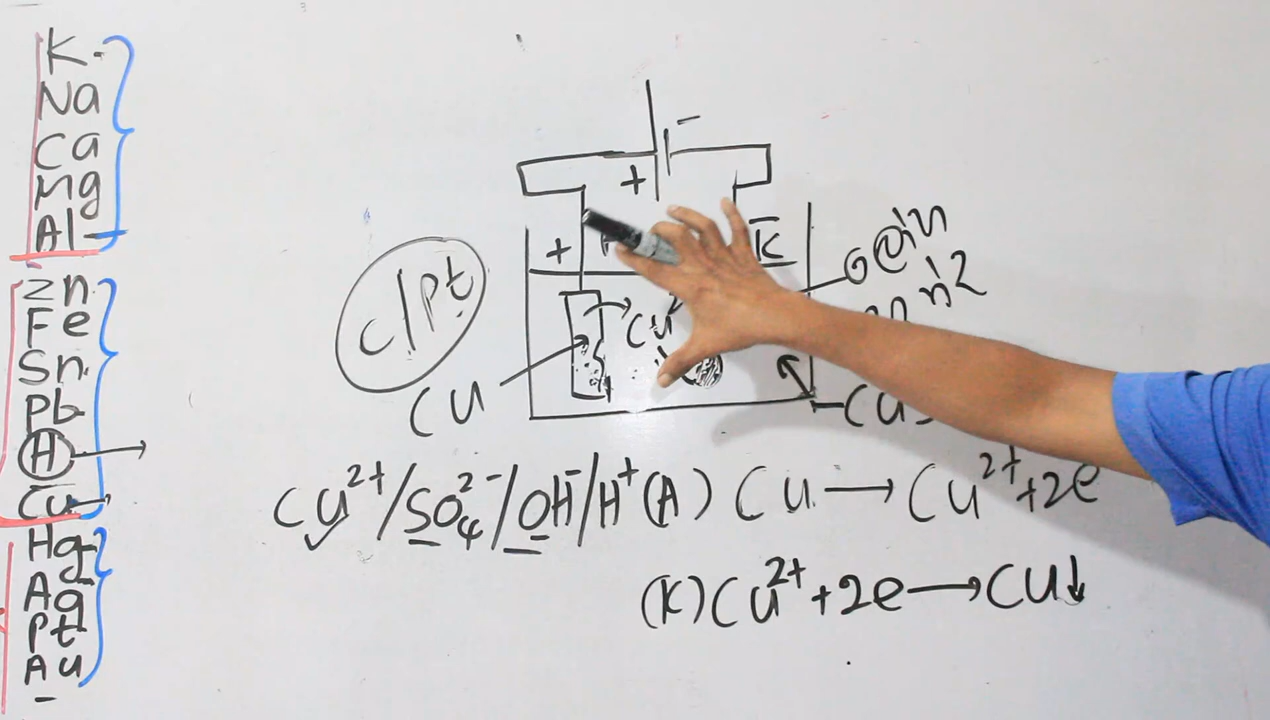 K
Na
Ca
Mg
Al
Zn
Fe
Sn
Pb
H
Cu
Hg
Ag
Pt
Au
-
+
+
K
C/Pt
Cu
Cu²⁺/SO₄²⁻/OH⁻/H⁺
(A) Cu → Cu²⁺+2e
(K) Cu²⁺+2e → Cu↓